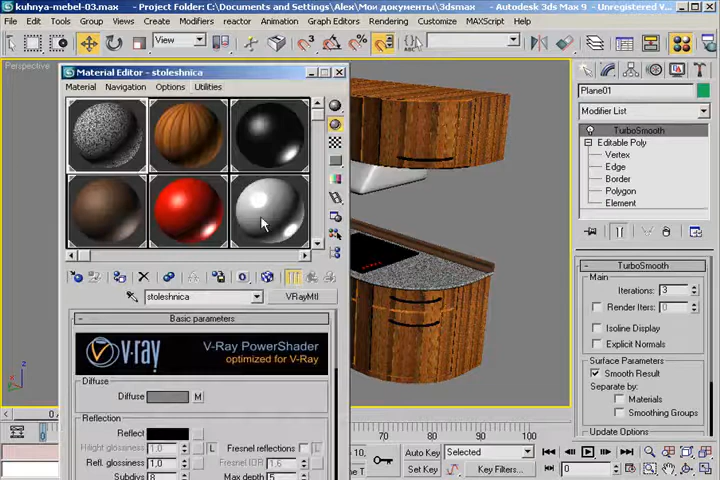 kuhnya-mebel-03.max - Project Folder: C:\Documents and Settings\Alex\Мои документы\3dsmax - Autodesk 3ds Max 9 - Unregistered V
File Edit Tools Group Views Create Modifiers reactor Animation Graph Editors Rendering Customize MAXScript Help
View
Perspective
Material Editor - stoleshnica
Material Navigation Options Utilities
stoleshnica
VRayMtl
Basic parameters
v·ray
V-Ray PowerShader
optimized for V-Ray
Diffuse
Diffuse M
Reflection
Reflect
Hilight glossiness 1,0 L Fresnel reflections L
Refl. glossiness 1,0 Fresnel IOR 1,6
Subdivs 8 Max depth 5
Plane01
Modifier List
TurboSmooth
Editable Poly
Vertex
Edge
Border
Polygon
Element
TurboSmooth
Main
Iterations: 3
Render Iters: 0
Isoline Display
Explicit Normals
Surface Parameters
Smooth Result
Separate by:
Materials
Smoothing Groups
Update Options
40 50 60 70 80 90 100
10,
Auto Key Selected
Set Key Key Filters...
0